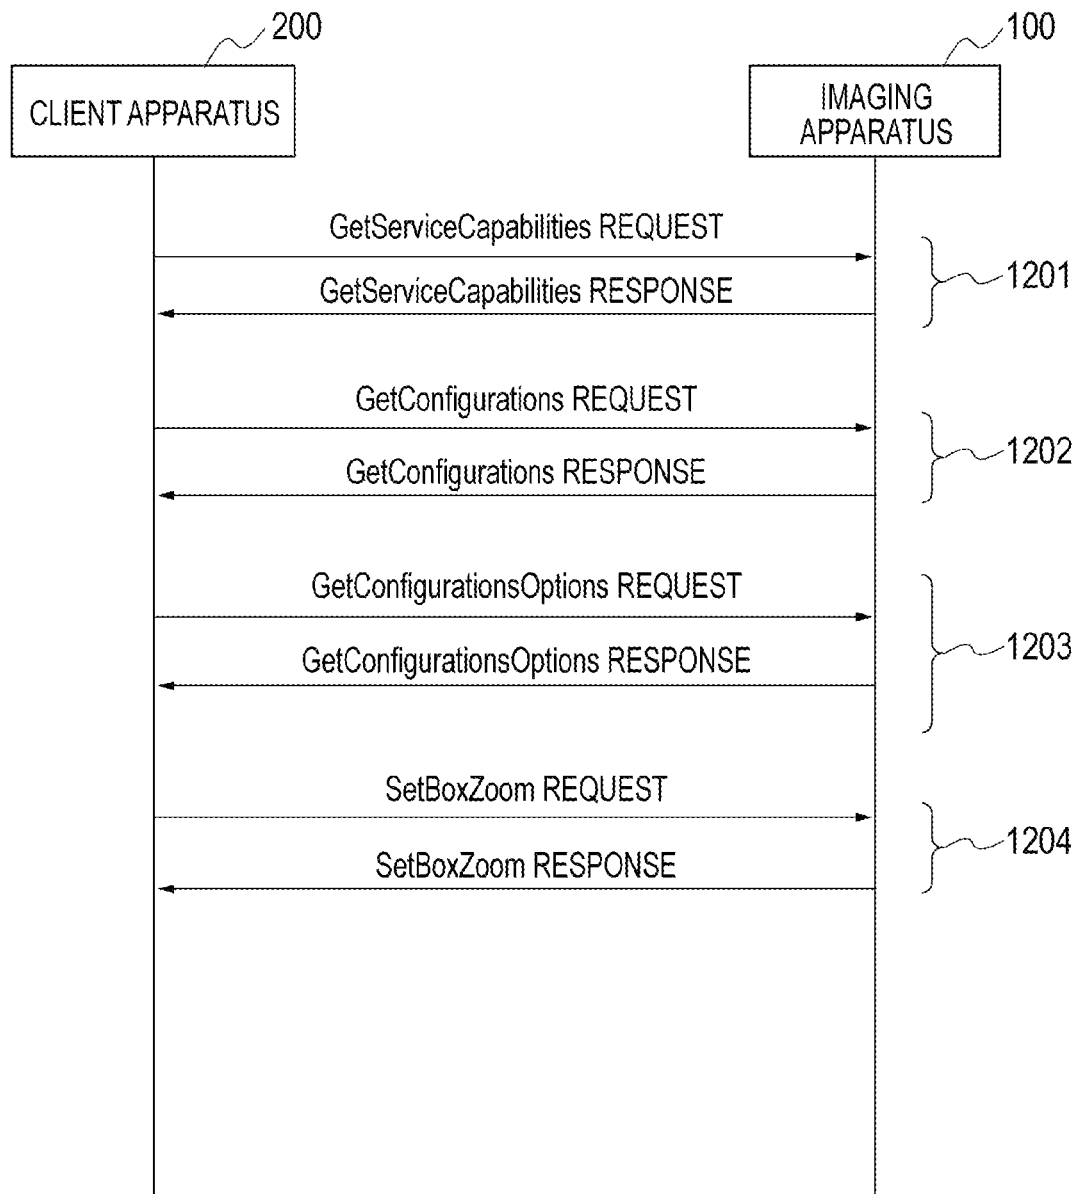 200
100
CLIENT APPARATUS
IMAGING
APPARATUS
GetServiceCapabilities REQUEST
GetServiceCapabilities RESPONSE
1201
GetConfigurations REQUEST
GetConfigurations RESPONSE
1202
GetConfigurationsOptions REQUEST
GetConfigurationsOptions RESPONSE
1203
SetBoxZoom REQUEST
SetBoxZoom RESPONSE
1204